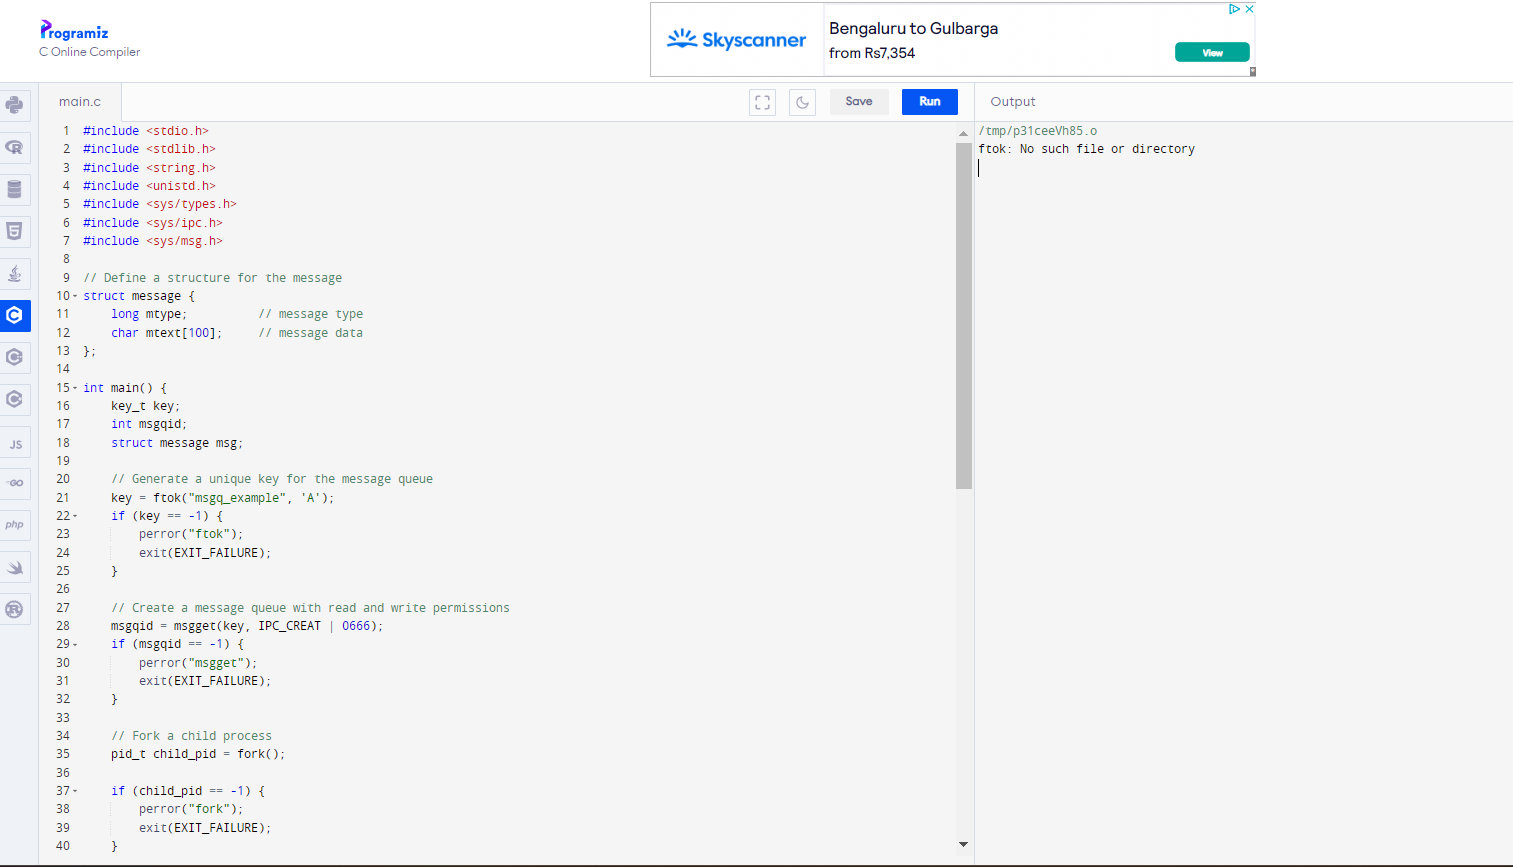 Programiz
C Online Compiler
Skyscanner
Bengaluru to Gulbarga
from Rs7,354
View
main.c
Save
Run
Output
1 #include <stdio.h>
2 #include <stdlib.h>
3 #include <string.h>
4 #include <unistd.h>
5 #include <sys/types.h>
6 #include <sys/ipc.h>
7 #include <sys/msg.h>
8
9 // Define a structure for the message
10 struct message {
11     long mtype;          // message type
12     char mtext[100];     // message data
13 };
14
15 int main() {
16     key_t key;
17     int msgqid;
18     struct message msg;
19
20     // Generate a unique key for the message queue
21     key = ftok("msgq_example", 'A');
22     if (key == -1) {
23         perror("ftok");
24         exit(EXIT_FAILURE);
25     }
26
27     // Create a message queue with read and write permissions
28     msgqid = msgget(key, IPC_CREAT | 0666);
29     if (msgqid == -1) {
30         perror("msgget");
31         exit(EXIT_FAILURE);
32     }
33
34     // Fork a child process
35     pid_t child_pid = fork();
36
37     if (child_pid == -1) {
38         perror("fork");
39         exit(EXIT_FAILURE);
40     }
/tmp/p31ceeVh85.o
ftok: No such file or directory
R
JS
GO
php